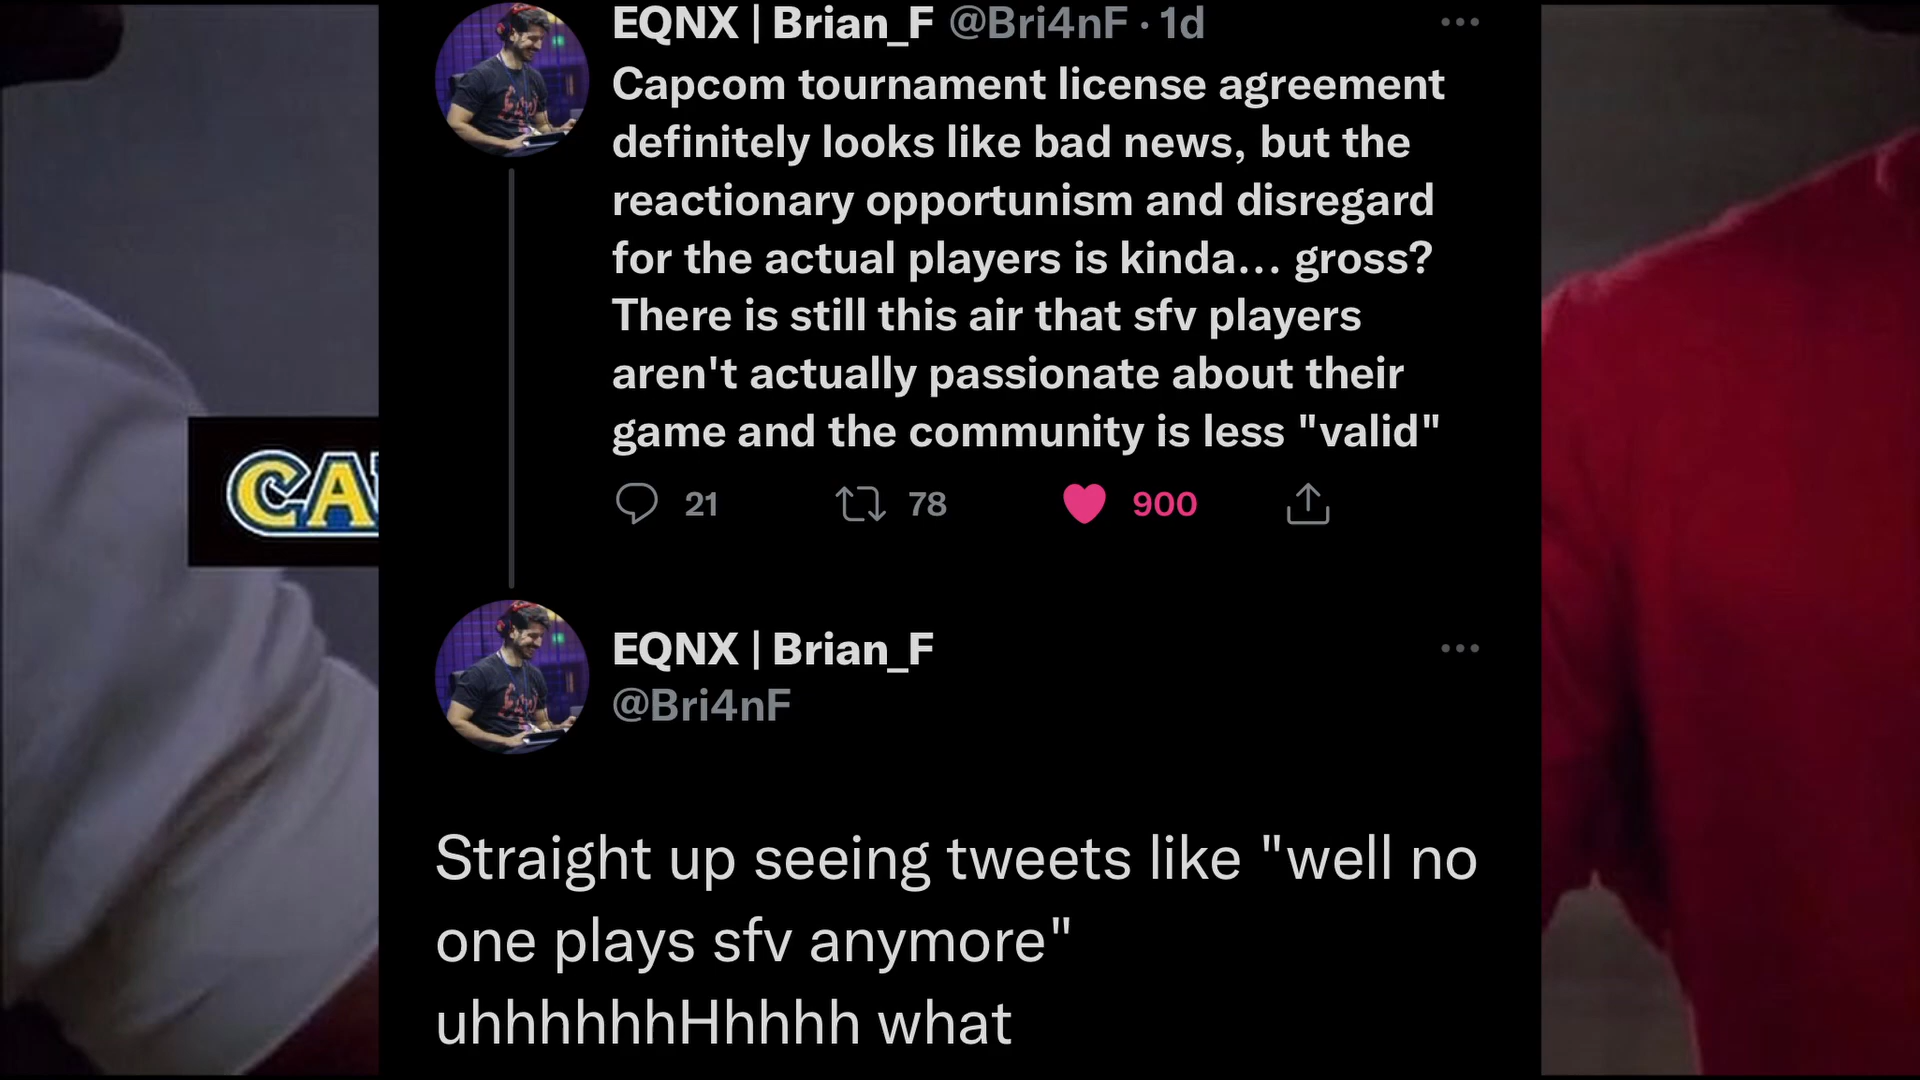 EQNX | Brian_F @Bri4nF · 1d
Capcom tournament license agreement
definitely looks like bad news, but the
reactionary opportunism and disregard
for the actual players is kinda... gross?
There is still this air that sfv players
aren't actually passionate about their
game and the community is less "valid"
21 78 900
CA
EQNX | Brian_F
@Bri4nF
Straight up seeing tweets like "well no
one plays sfv anymore"
uhhhhhhHhhhh what